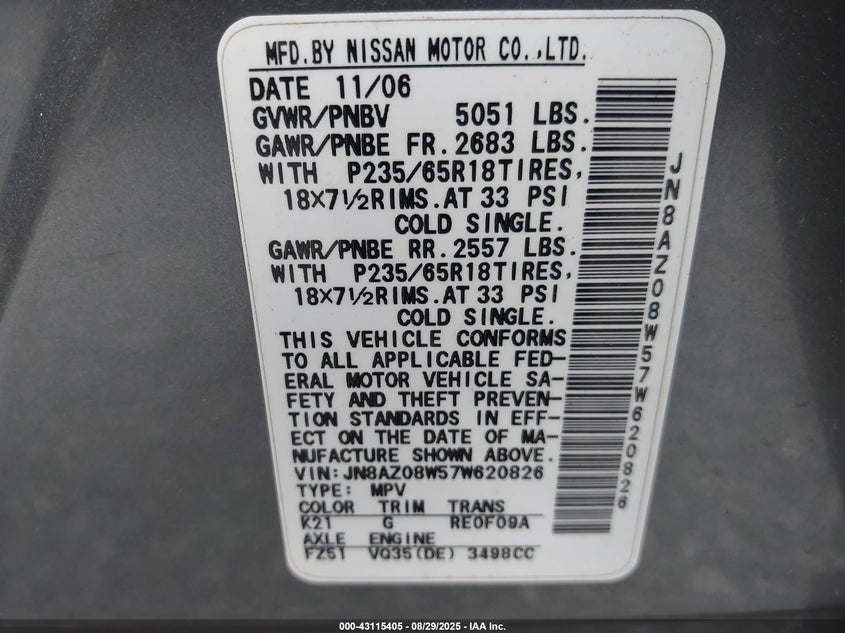 MFD.BY NISSAN MOTOR CO.,LTD.
DATE 11/06
GVWR/PNBV 5051 LBS.
GAWR/PNBE FR.2683 LBS.
WITH P235/65R18TIRES,
18X7½RIMS.AT 33 PSI
COLD SINGLE.
GAWR/PNBE RR.2557 LBS.
WITH P235/65R18TIRES,
18X7½RIMS.AT 33 PSI
COLD SINGLE.
THIS VEHICLE CONFORMS
TO ALL APPLICABLE FED-
ERAL MOTOR VEHICLE SA-
FETY AND THEFT PREVEN-
TION STANDARDS IN EFF-
ECT ON THE DATE OF MA-
NUFACTURE SHOWN ABOVE.
VIN:JN8AZ08W57W620826
TYPE: MPV
COLOR TRIM TRANS
K21 G RE0F09A
AXLE ENGINE
FZ51 VQ35(DE) 3498CC
JN8AZ08W57W620826
000-43115405 - 08/29/2025 - IAA Inc.